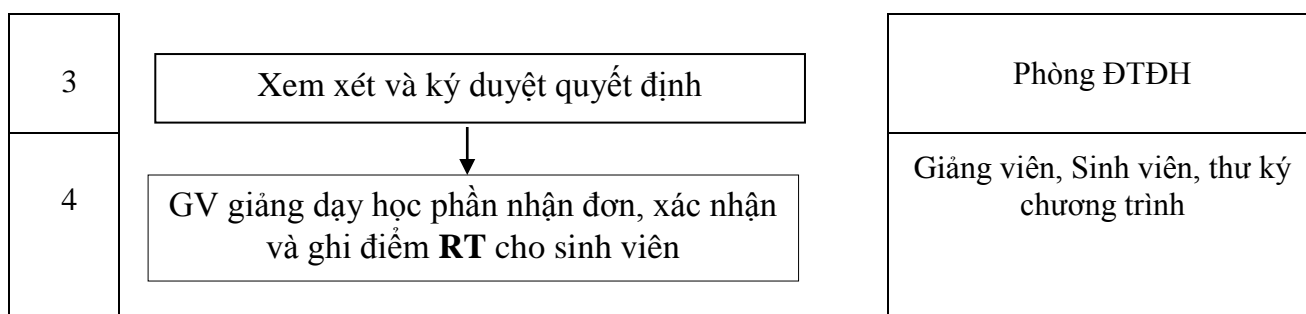 3
Xem xét và ký duyệt quyết định
Phòng ĐTĐH
4
GV giảng dạy học phần nhận đơn, xác nhận
và ghi điểm RT cho sinh viên
Giảng viên, Sinh viên, thư ký
chương trình